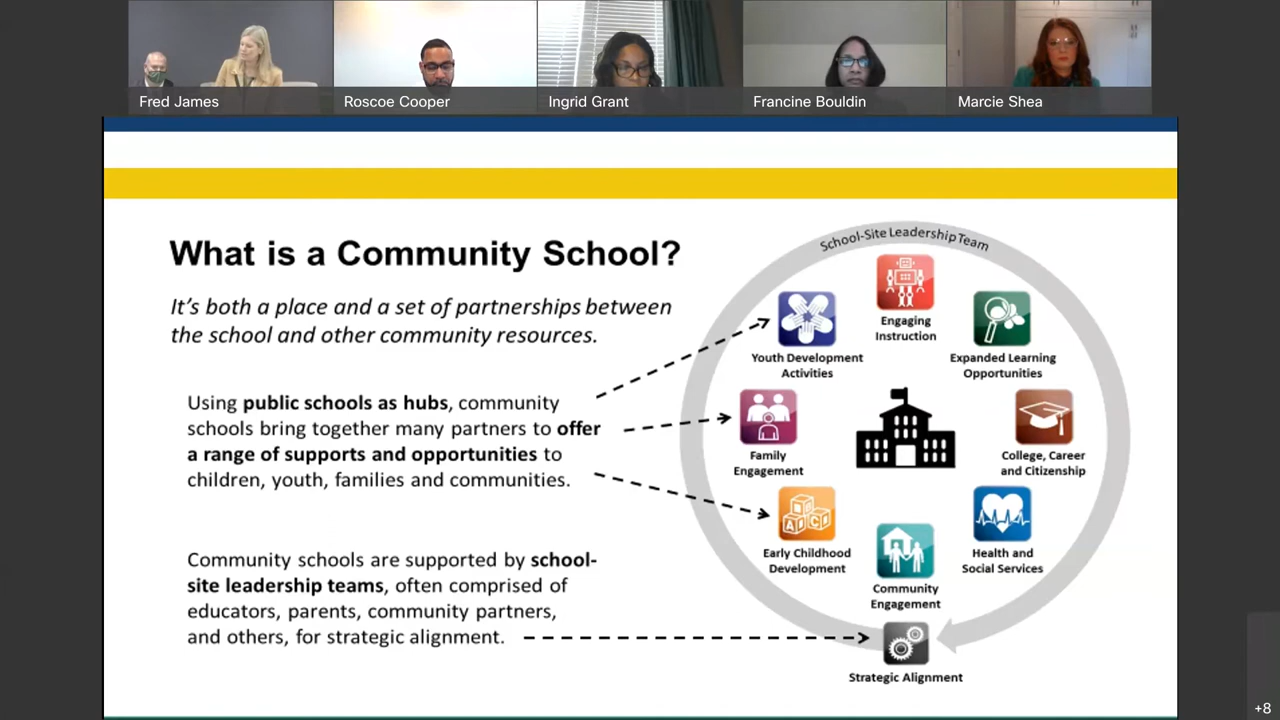 Fred James
Roscoe Cooper
Ingrid Grant
Francine Bouldin
Marcie Shea
What is a Community School?
It's both a place and a set of partnerships between
the school and other community resources.
Using public schools as hubs, community
schools bring together many partners to offer
a range of supports and opportunities to
children, youth, families and communities.
Community schools are supported by school-
site leadership teams, often comprised of
educators, parents, community partners,
and others, for strategic alignment.
School-Site Leadership Team
Engaging
Instruction
Youth Development
Activities
Expanded Learning
Opportunities
Family
Engagement
College, Career
and Citizenship
A B C
Early Childhood
Development
Health and
Social Services
Community
Engagement
Strategic Alignment
+8